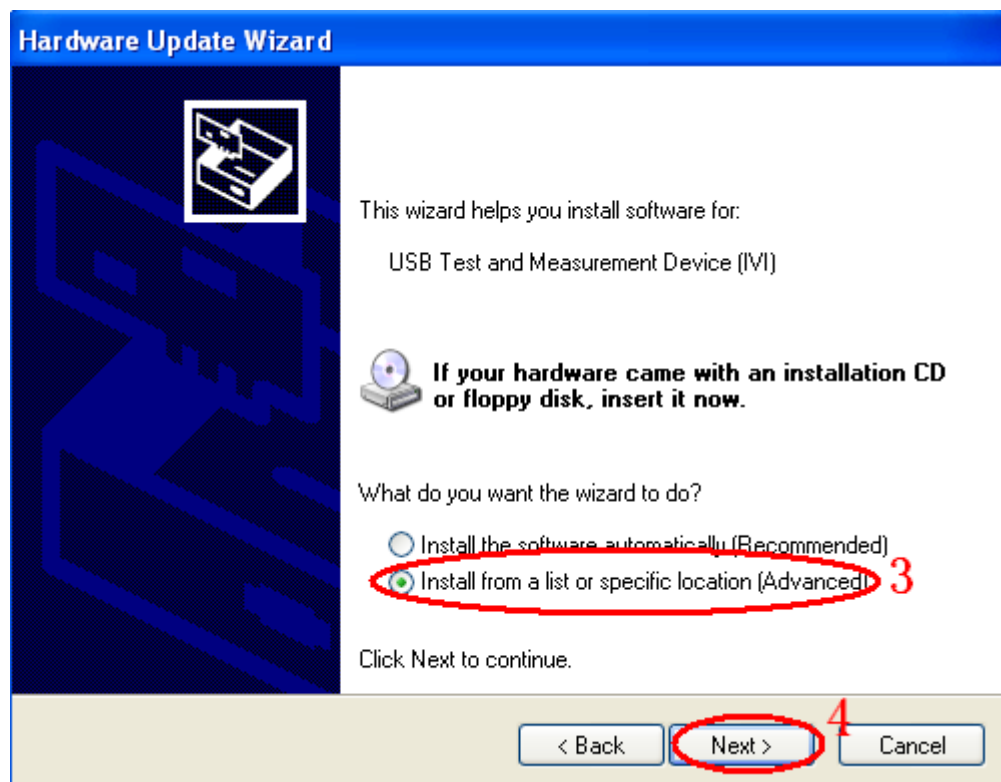 Hardware Update Wizard
This wizard helps you install software for:
USB Test and Measurement Device (IVI)
If your hardware came with an installation CD
or floppy disk, insert it now.
What do you want the wizard to do?
Install the software automatically (Recommended)
Install from a list or specific location (Advanced) 3
Click Next to continue.
< Back Next > 4 Cancel